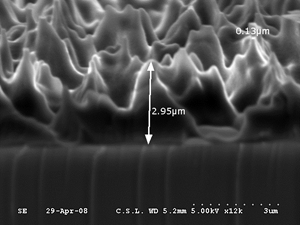 0.13µm
2.95µm
SE 29-Apr-08 C.S.L. WD 5.2mm 5.00kV x12k 3um